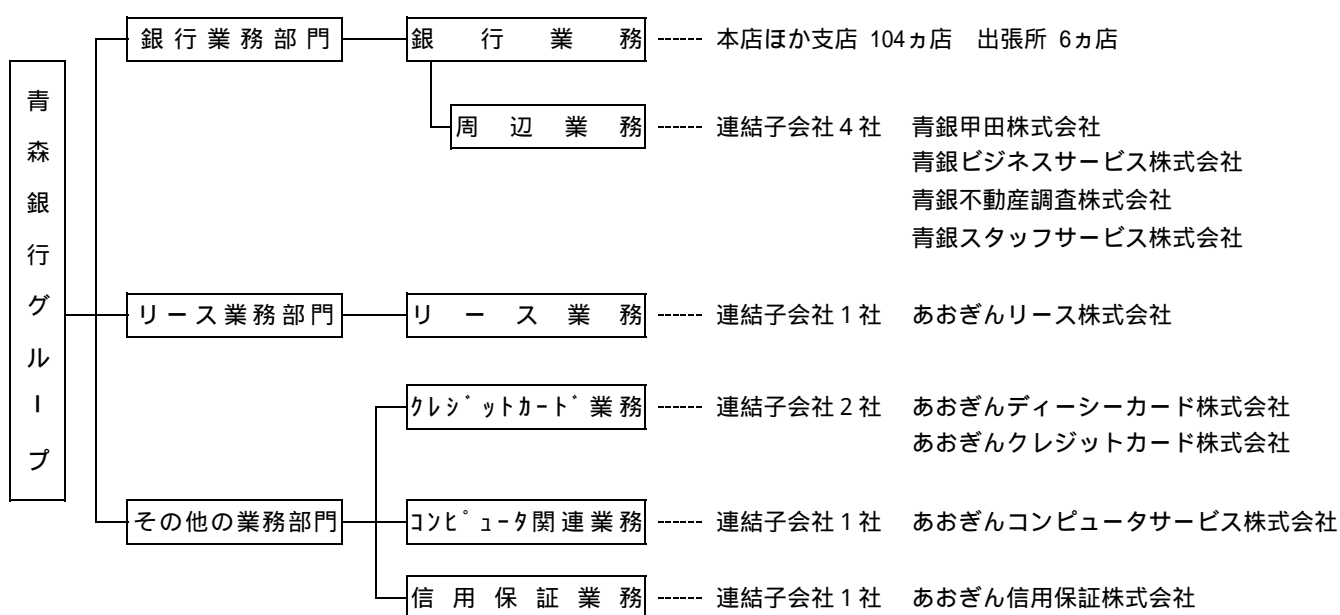 青森銀行グループ
銀行業務部門
銀行業務
本店ほか支店 104ヵ店 出張所 6ヵ店
周辺業務
連結子会社4社 青銀甲田株式会社
青銀ビジネスサービス株式会社
青銀不動産調査株式会社
青銀スタッフサービス株式会社
リース業務部門
リース業務
連結子会社1社 あおぎんリース株式会社
その他の業務部門
クレジットカード業務
連結子会社2社 あおぎんディーシーカード株式会社
あおぎんクレジットカード株式会社
コンピュータ関連業務
連結子会社1社 あおぎんコンピュータサービス株式会社
信用保証業務
連結子会社1社 あおぎん信用保証株式会社